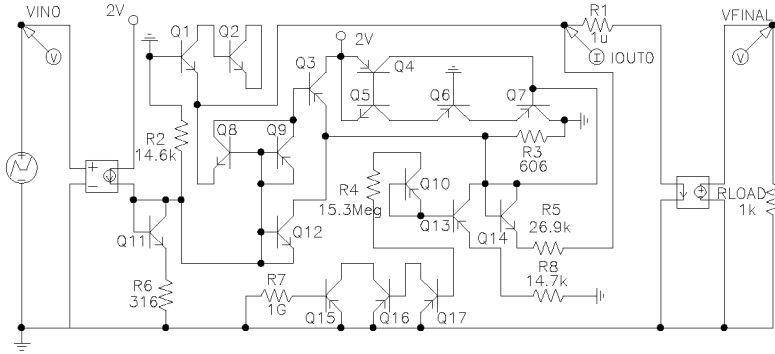 VIN0
2V
Q1
Q2
R1
1u
VFINAL
V
2V
I
IOUT0
V
Q3
Q4
Q5
Q6
Q7
R2
14.6k
Q8
Q9
R3
606
R4
15.3Meg
Q10
+
−
Q11
Q12
Q13
Q14
R5
26.9k
RLOAD
1k
R6
316
R7
1G
R8
14.7k
Q15
Q16
Q17